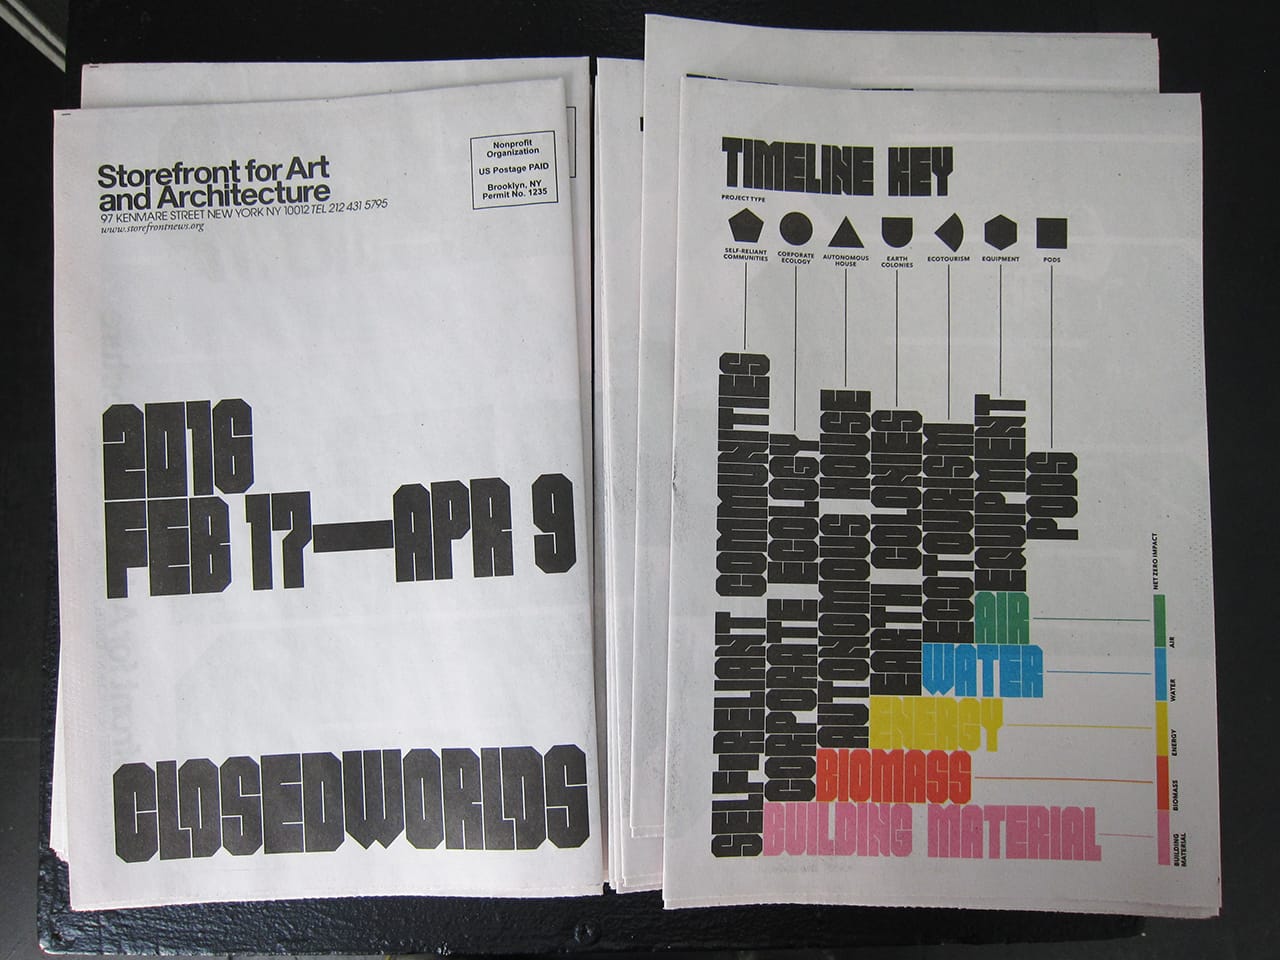 Storefront for Art
and Architecture
97 KENMARE STREET NEW YORK NY 10012 TEL 212 431 5795
www.storefrontnews.org
Nonprofit
Organization
US Postage PAID
Brooklyn, NY
Permit No. 1235
2016
FEB 17—APR 9
CLOSEDWORLDS
TIMELINE KEY
PROJECT TYPE
SELF-RELIANT
COMMUNITIES
CORPORATE
ECOLOGY
AUTONOMOUS
HOUSE
EARTH
COLONIES
ECOTOURISM
EQUIPMENT
PODS
SELF-RELIANT COMMUNITIES
CORPORATE ECOLOGY
AUTONOMOUS HOUSE
EARTH COLONIES
ECOTOURISM
EQUIPMENT
PODS
AIR
WATER
ENERGY
BIOMASS
BUILDING MATERIAL
NET ZERO IMPACT
AIR
WATER
ENERGY
BIOMASS
BUILDING
MATERIAL